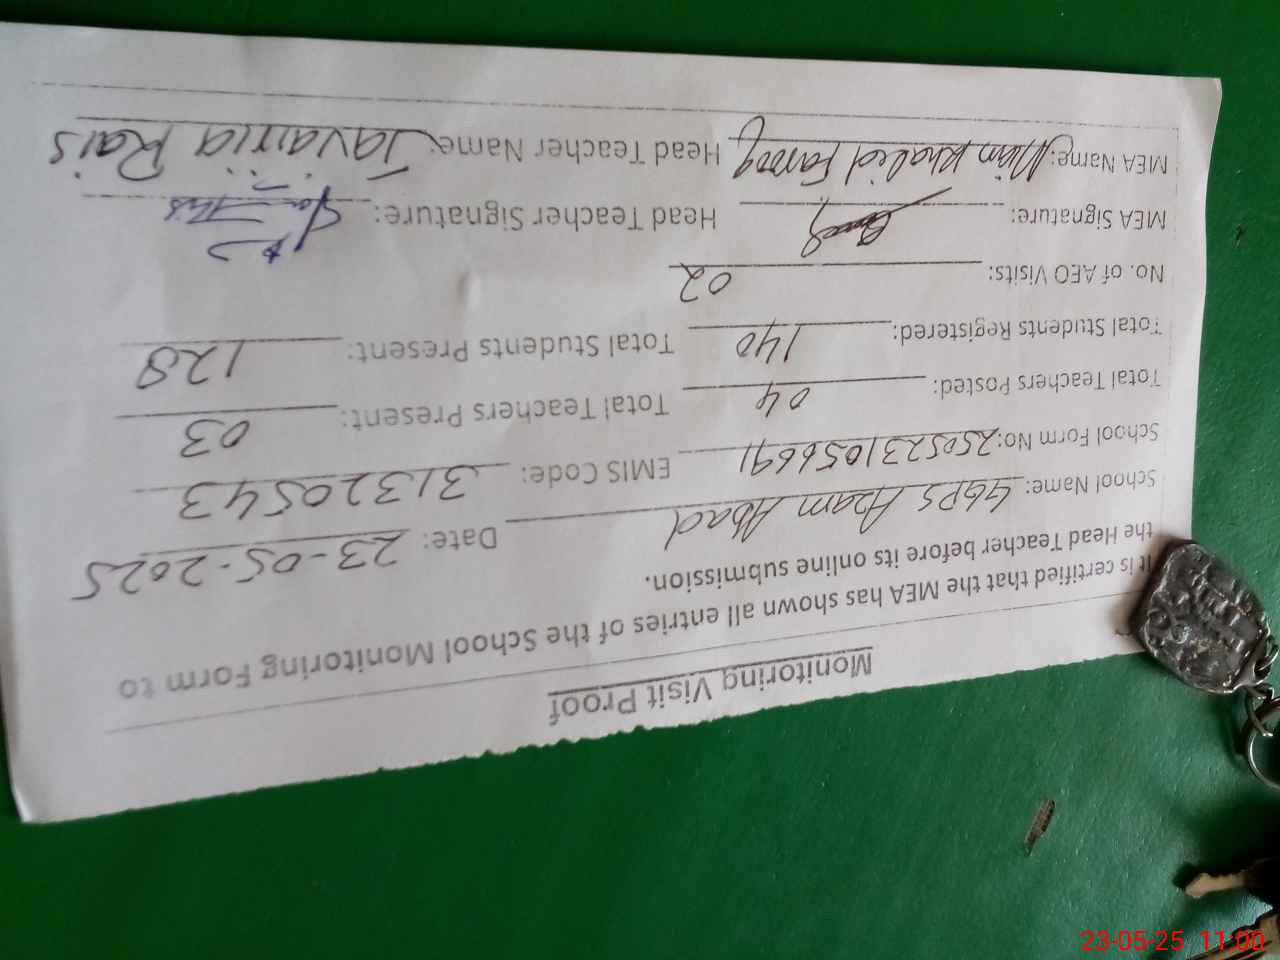 Monitoring Visit Proof
It is certified that the MEA has shown all entries of the School Monitoring Form to
the Head Teacher before its online submission.
School Name: GGPS Azam Abad Date: 23-05-2025
School Form No: 2505231056691 EMIS Code: 31320543
Total Teachers Posted: 04 Total Teachers Present: 03
Total Students Registered: 140 Total Students Present: 128
No. of AEO Visits: 02
MEA Signature: Head Teacher Signature:
MEA Name: Miam Khalid Farooq Head Teacher Name: Javairia Rais
23-05-25 11:00